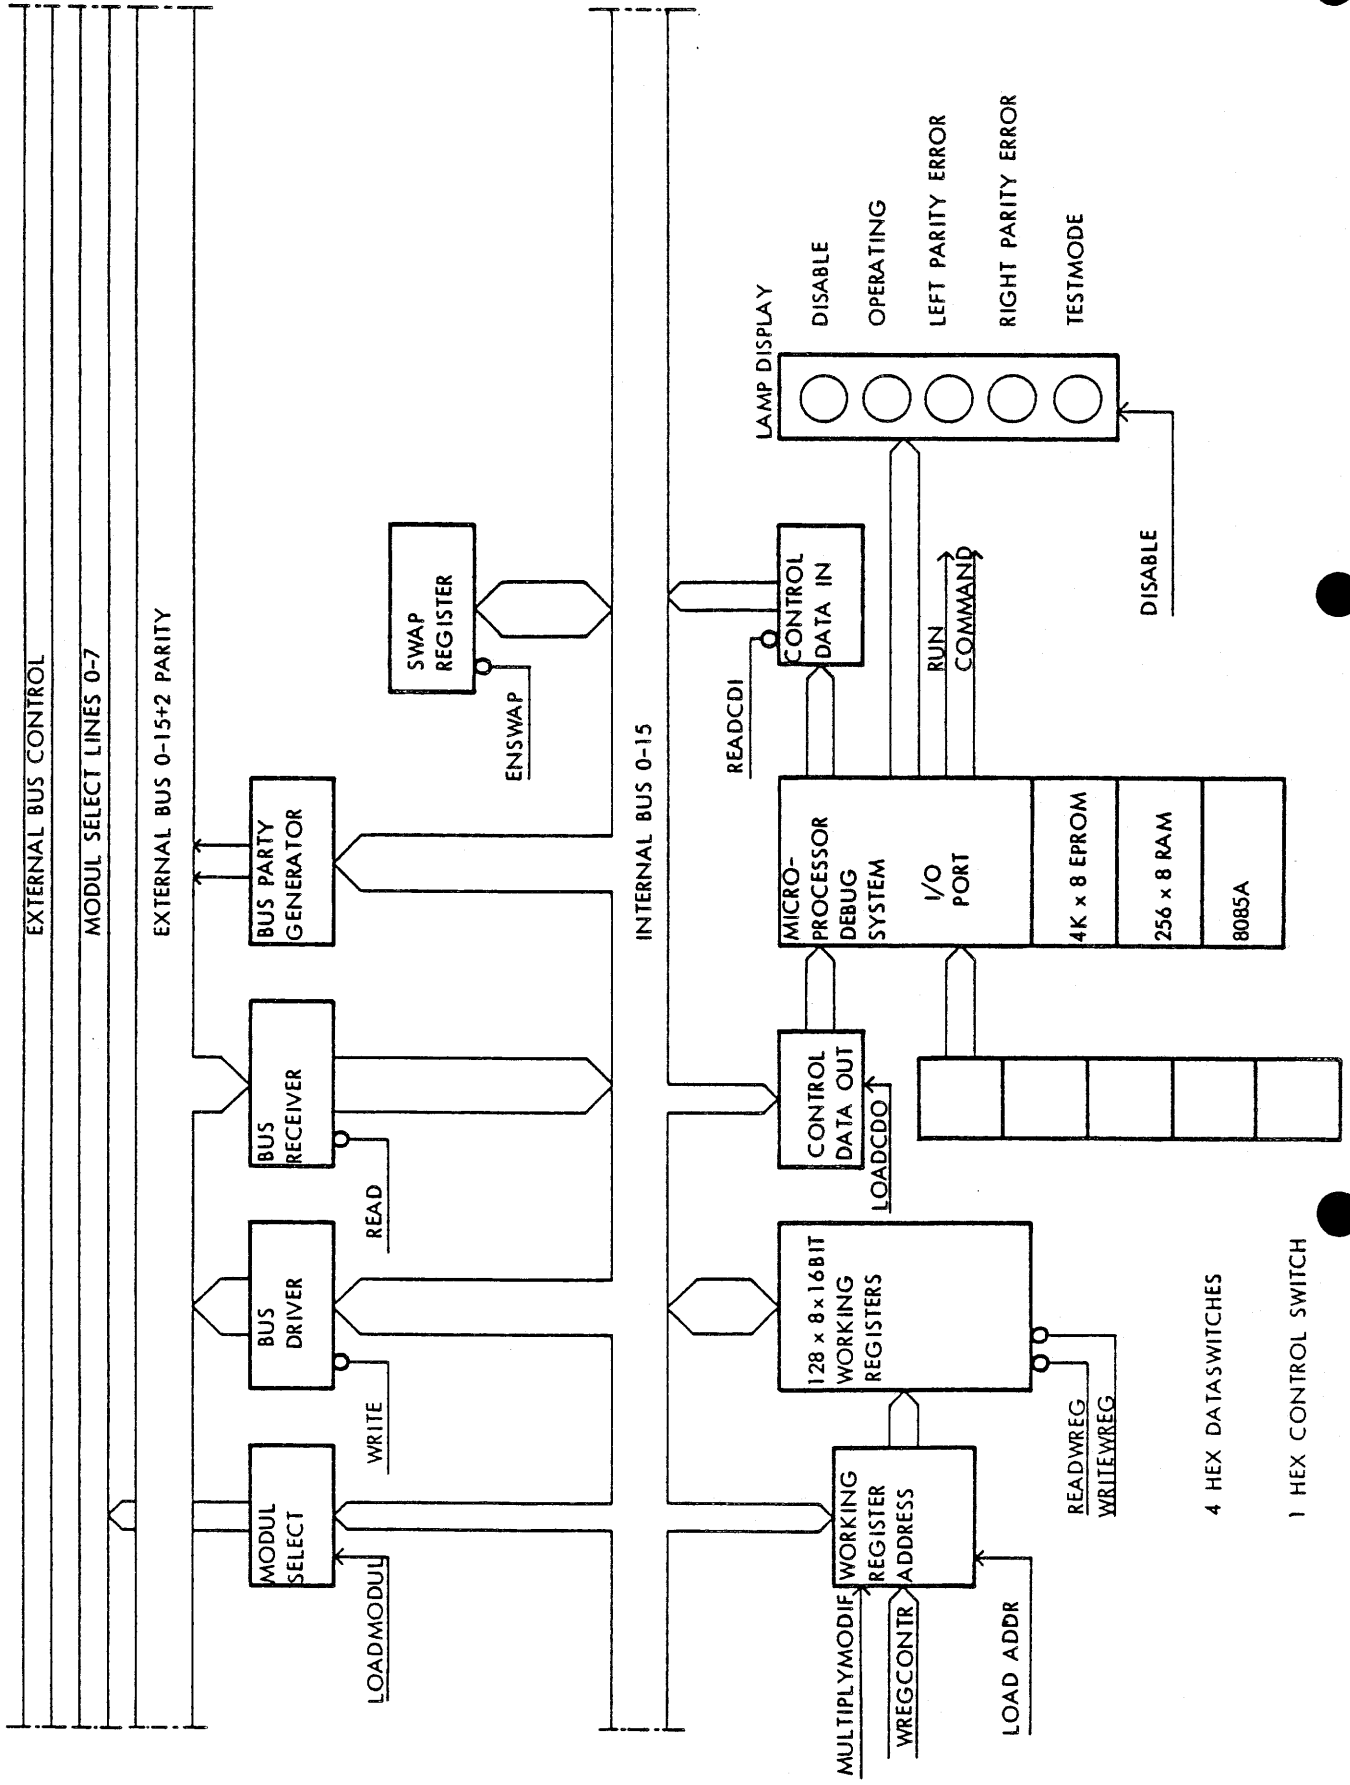 EXTERNAL BUS CONTROL
MODUL SELECT LINES 0-7
EXTERNAL BUS 0-15+2 PARITY
MODUL
SELECT
LOADMODUL
BUS
DRIVER
WRITE
BUS
RECEIVER
READ
BUS PARTY
GENERATOR
SWAP
REGISTER
ENSWAP
INTERNAL BUS 0-15
MULTIPLYMODIF
WREGCONTR
LOAD ADDR
WORKING
REGISTER
ADDRESS
128 x 8x16BIT
WORKING
REGISTERS
READWREG
WRITEWREG
CONTROL
DATA OUT
LOADCDO
MICRO-
PROCESSOR
DEBUG
SYSTEM
I/O
PORT
4K x 8 EPROM
256 x 8 RAM
8085A
READCDI
CONTROL
DATA IN
RUN
COMMAND
LAMP DISPLAY
DISABLE
OPERATING
LEFT PARITY ERROR
RIGHT PARITY ERROR
TESTMODE
DISABLE
4 HEX DATASWITCHES
1 HEX CONTROL SWITCH